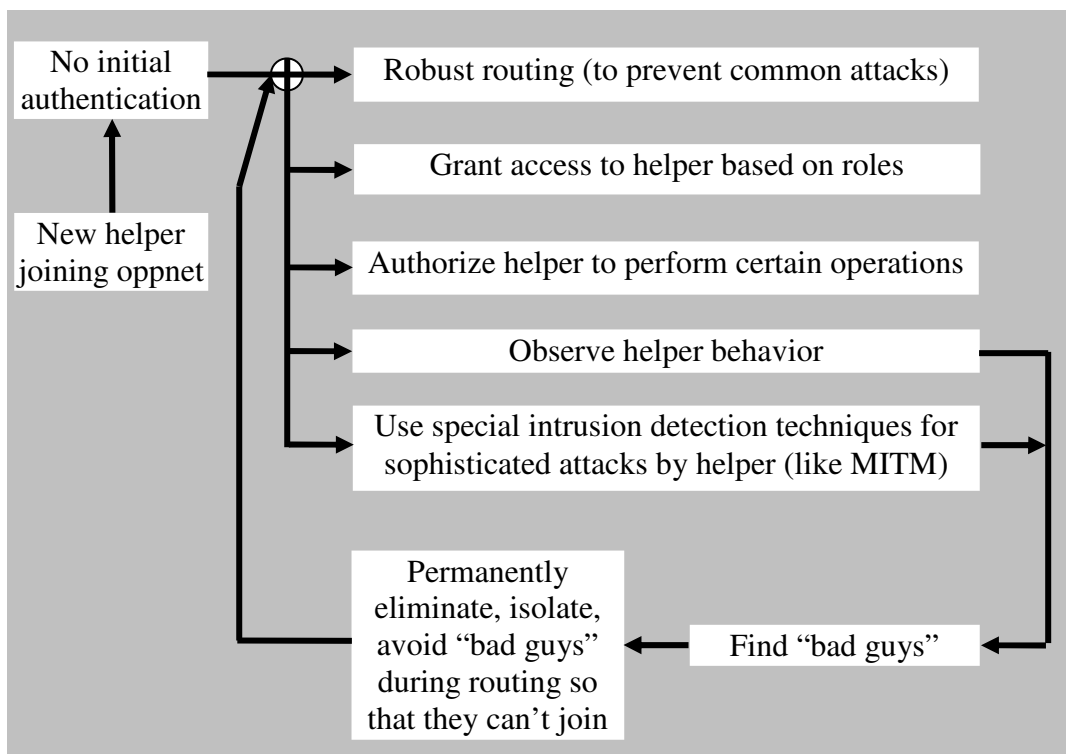 No initial
authentication
Robust routing (to prevent common attacks)
Grant access to helper based on roles
New helper
joining oppnet
Authorize helper to perform certain operations
Observe helper behavior
Use special intrusion detection techniques for
sophisticated attacks by helper (like MITM)
Permanently
eliminate, isolate,
avoid “bad guys”
during routing so
that they can’t join
Find “bad guys”